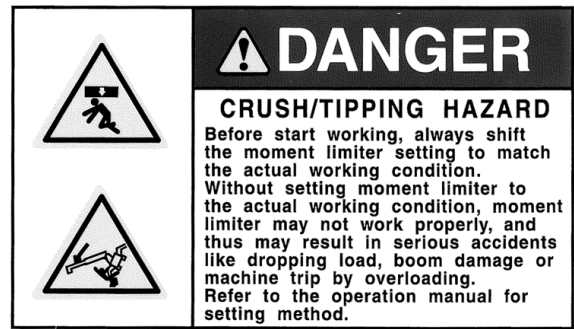 DANGER
CRUSH/TIPPING HAZARD
Before start working, always shift
the moment limiter setting to match
the actual working condition.
Without setting moment limiter to
the actual working condition, moment
limiter may not work properly, and
thus may result in serious accidents
like dropping load, boom damage or
machine trip by overloading.
Refer to the operation manual for
setting method.